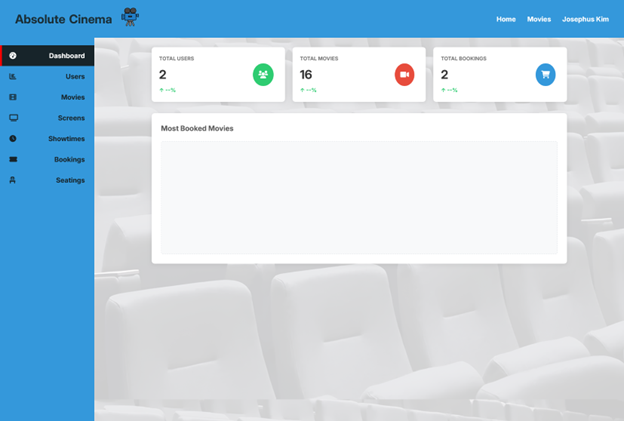 Absolute Cinema
Home Movies Josephus Kim
Dashboard
Users
Movies
Screens
Showtimes
Bookings
Seatings
TOTAL USERS
2
↑ --%
TOTAL MOVIES
16
↑ --%
TOTAL BOOKINGS
2
↑ --%
Most Booked Movies